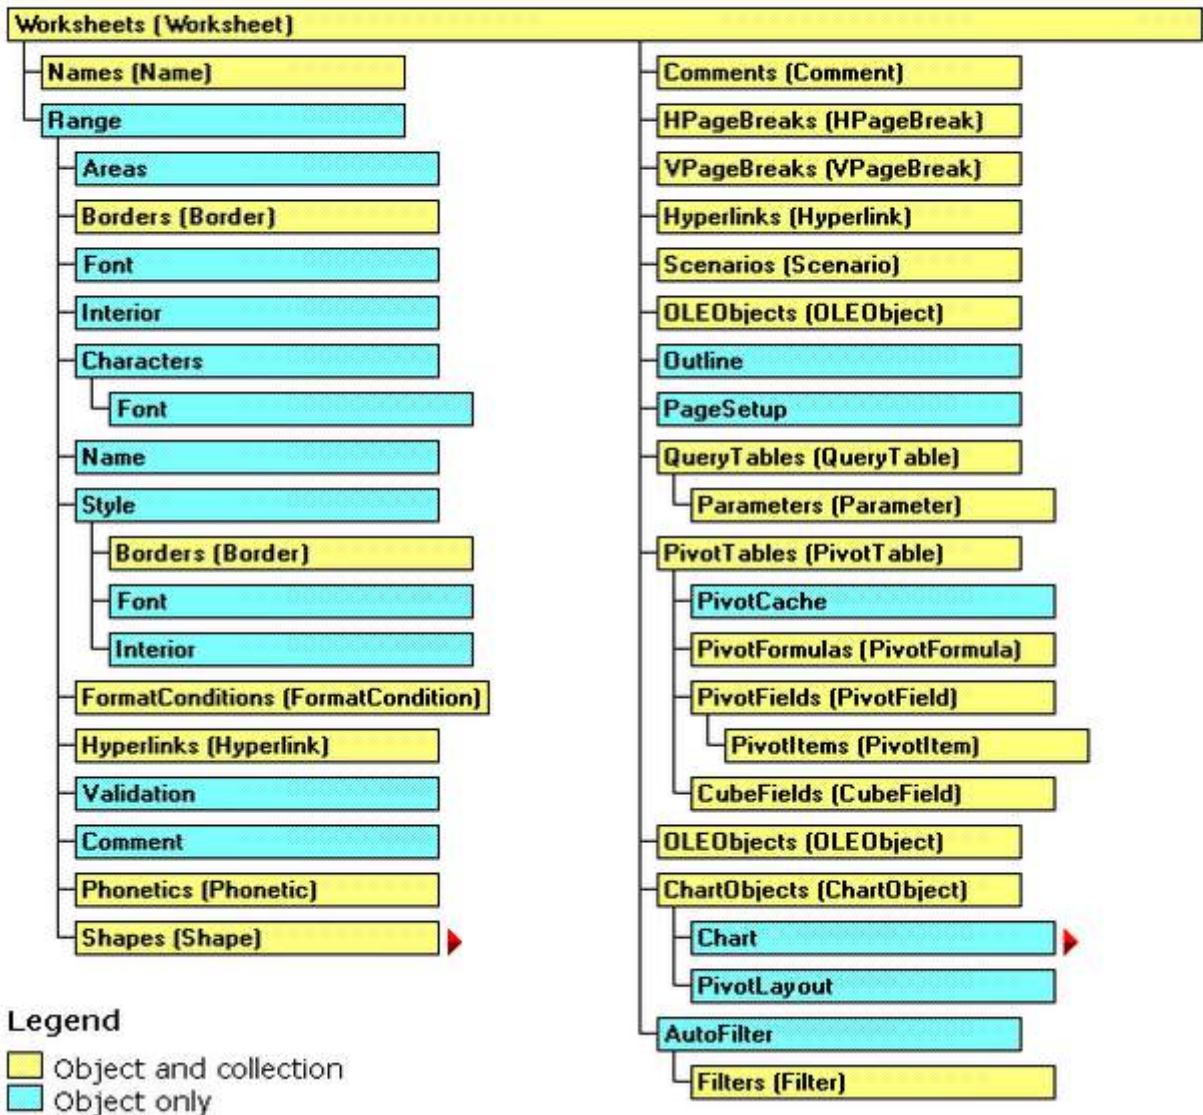 Worksheets (Worksheet)
Names (Name)
Range
Areas
Borders (Border)
Font
Interior
Characters
Font
Name
Style
Borders (Border)
Font
Interior
FormatConditions (FormatCondition)
Hyperlinks (Hyperlink)
Validation
Comment
Phonetics (Phonetic)
Shapes (Shape)
Comments (Comment)
HPageBreaks (HPageBreak)
VPageBreaks (VPageBreak)
Hyperlinks (Hyperlink)
Scenarios (Scenario)
OLEObjects (OLEObject)
Outline
PageSetup
QueryTables (QueryTable)
Parameters (Parameter)
PivotTables (PivotTable)
PivotCache
PivotFormulas (PivotFormula)
PivotFields (PivotField)
PivotItems (PivotItem)
CubeFields (CubeField)
OLEObjects (OLEObject)
ChartObjects (ChartObject)
Chart
PivotLayout
AutoFilter
Filters (Filter)
Legend
Object and collection
Object only